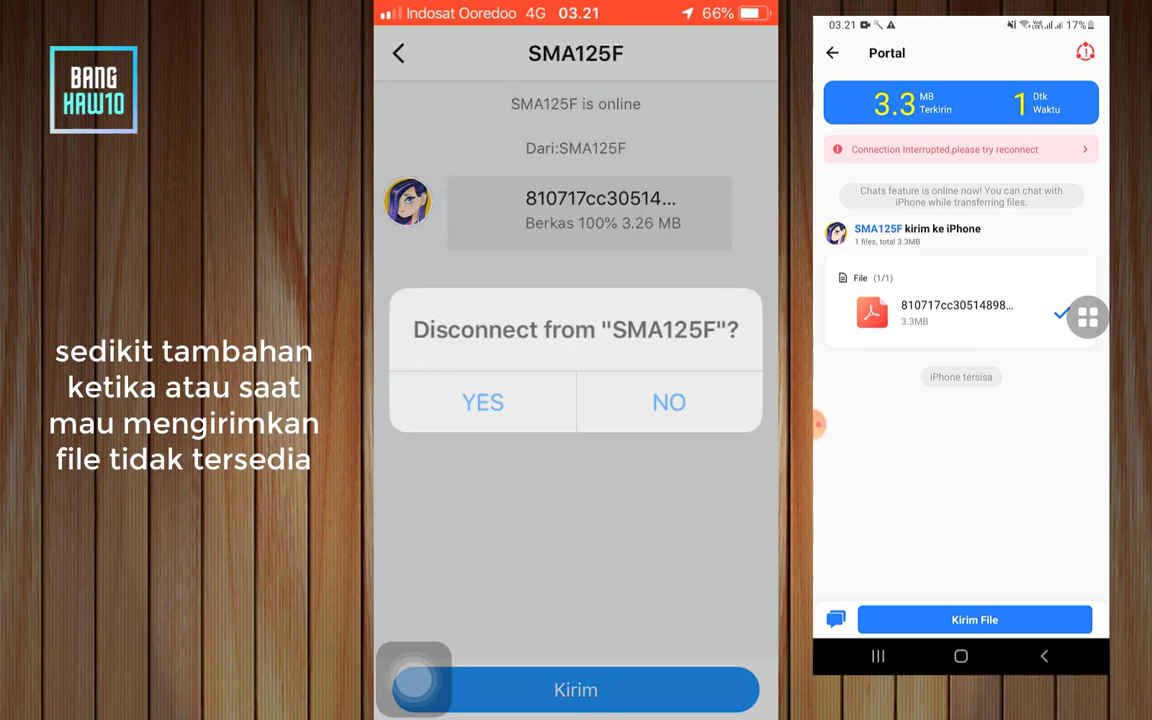 BANG
HAW10
sedikit tambahan
ketika atau saat
mau mengirimkan
file tidak tersedia
Indosat Ooredoo 4G 03.21 66%
SMA125F
SMA125F is online
Dari:SMA125F
810717cc30514...
Berkas 100% 3.26 MB
Disconnect from "SMA125F"?
YES NO
Kirim
03.21 17%
Portal
3.3 MB Terkirin 1 Dtk Waktu
Connection Interrupted,please try reconnect
Chats feature is online now! You can chat with
iPhone while transferring files.
SMA125F kirim ke iPhone
1 files, total 3.3MB
File (1/1)
810717cc30514898...
3.3MB
iPhone tersisa
Kirim File